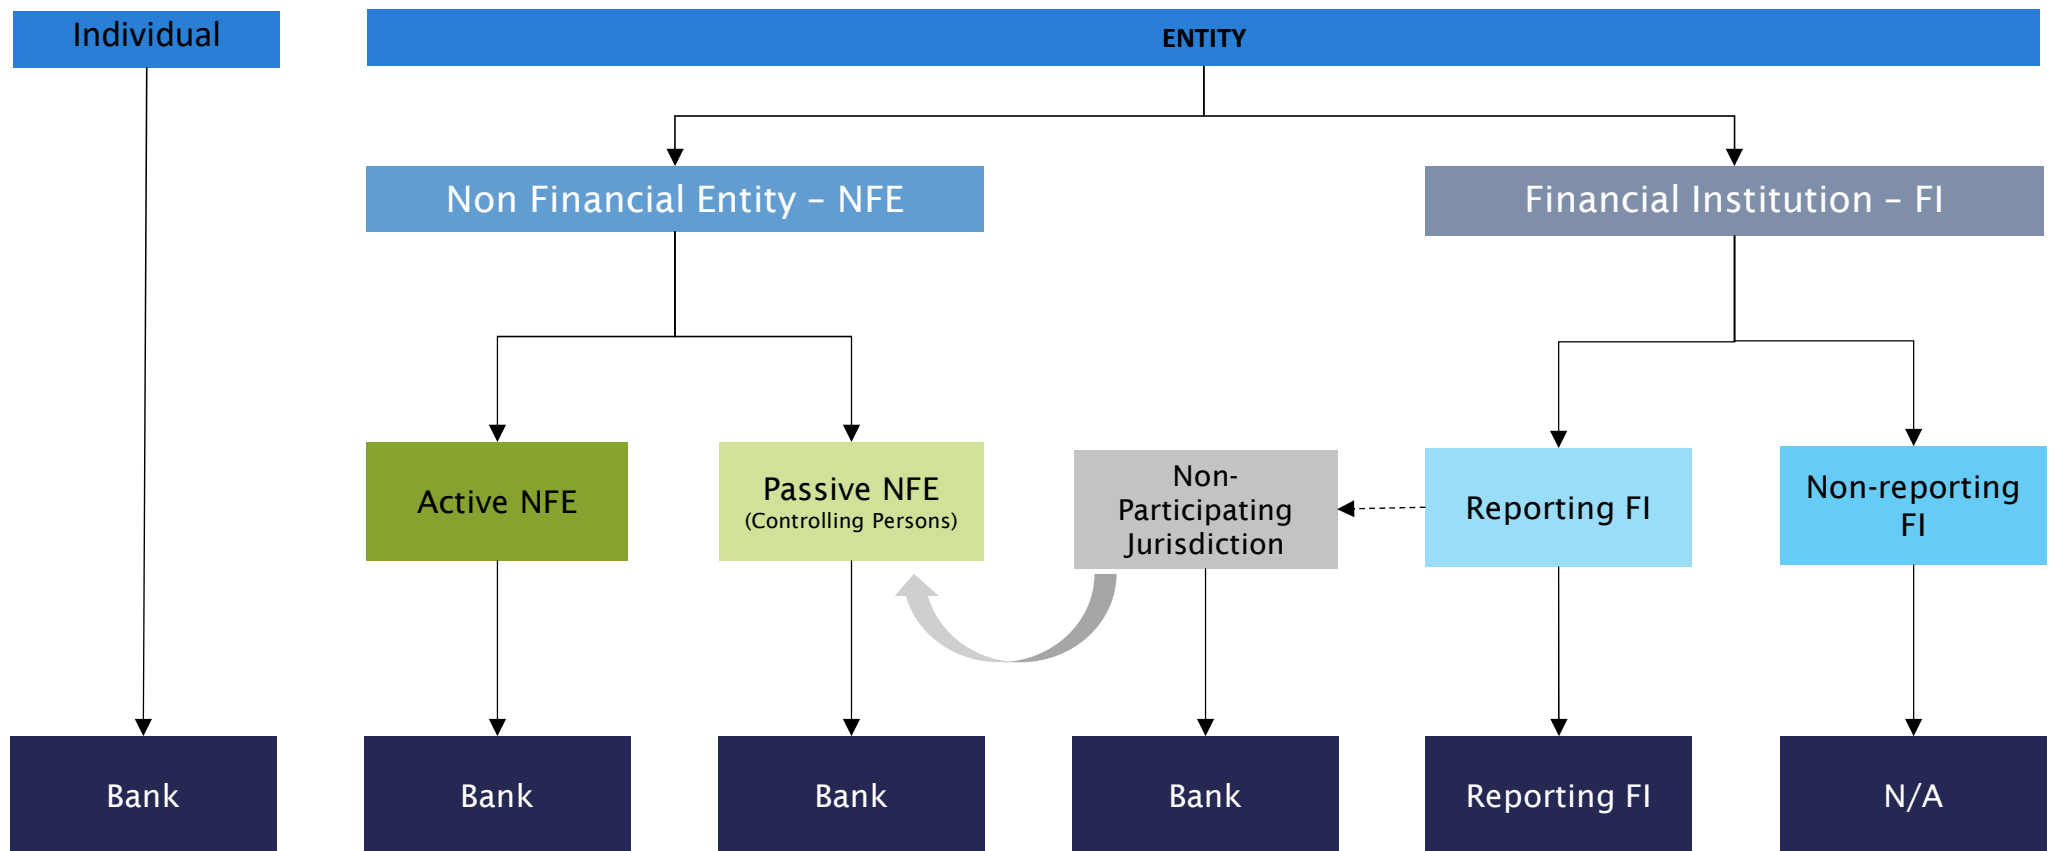 Individual
ENTITY
Non Financial Entity – NFE
Financial Institution – FI
Active NFE
Passive NFE
(Controlling Persons)
Non-
Participating
Jurisdiction
Reporting FI
Non-reporting
FI
Bank
Bank
Bank
Bank
Reporting FI
N/A